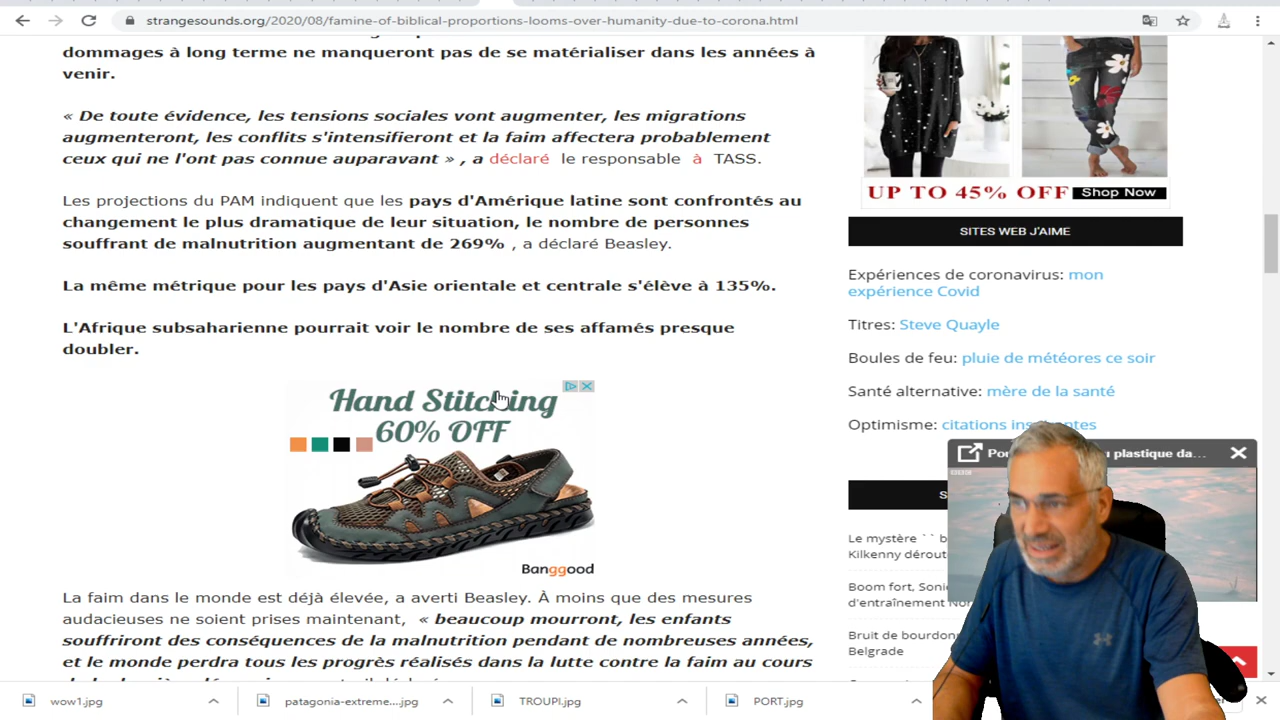 strangesounds.org/2020/08/famine-of-biblical-proportions-looms-over-humanity-due-to-corona.html
dommages à long terme ne manqueront pas de se matérialiser dans les années à
venir.
« De toute évidence, les tensions sociales vont augmenter, les migrations
augmenteront, les conflits s'intensifieront et la faim affectera probablement
ceux qui ne l'ont pas connue auparavant » , a déclaré le responsable à TASS.
Les projections du PAM indiquent que les pays d'Amérique latine sont confrontés au
changement le plus dramatique de leur situation, le nombre de personnes
souffrant de malnutrition augmentant de 269% , a déclaré Beasley.
La même métrique pour les pays d'Asie orientale et centrale s'élève à 135%.
L'Afrique subsaharienne pourrait voir le nombre de ses affamés presque
doubler.
Hand Stitching
60% OFF
Banggood
La faim dans le monde est déjà élevée, a averti Beasley. À moins que des mesures
audacieuses ne soient prises maintenant, « beaucoup mourront, les enfants
souffriront des conséquences de la malnutrition pendant de nombreuses années,
et le monde perdra tous les progrès réalisés dans la lutte contre la faim au cours
UP TO 45% OFF Shop Now
SITES WEB J'AIME
Expériences de coronavirus: mon
expérience Covid
Titres: Steve Quayle
Boules de feu: pluie de météores ce soir
Santé alternative: mère de la santé
Optimisme: citations
plastique da...
Le mystère `` b
Kilkenny dérout
Boom fort, Soni
d'entraînement Nor
Bruit de bourdon
Belgrade
wow1.jpg
patagonia-extreme....jpg
TROUPI.jpg
PORT.jpg